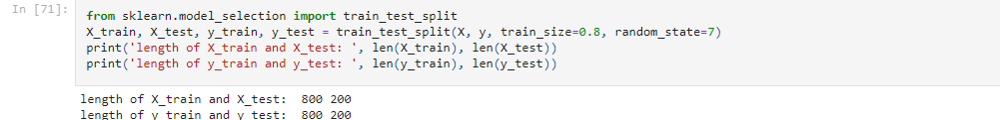 In [71]:
from sklearn.model_selection import train_test_split
X_train, X_test, y_train, y_test = train_test_split(X, y, train_size=0.8, random_state=7)
print('length of X_train and X_test: ', len(X_train), len(X_test))
print('length of y_train and y_test: ', len(y_train), len(y_test))
length of X_train and X_test:  800 200
length of y_train and y_test:  800 200